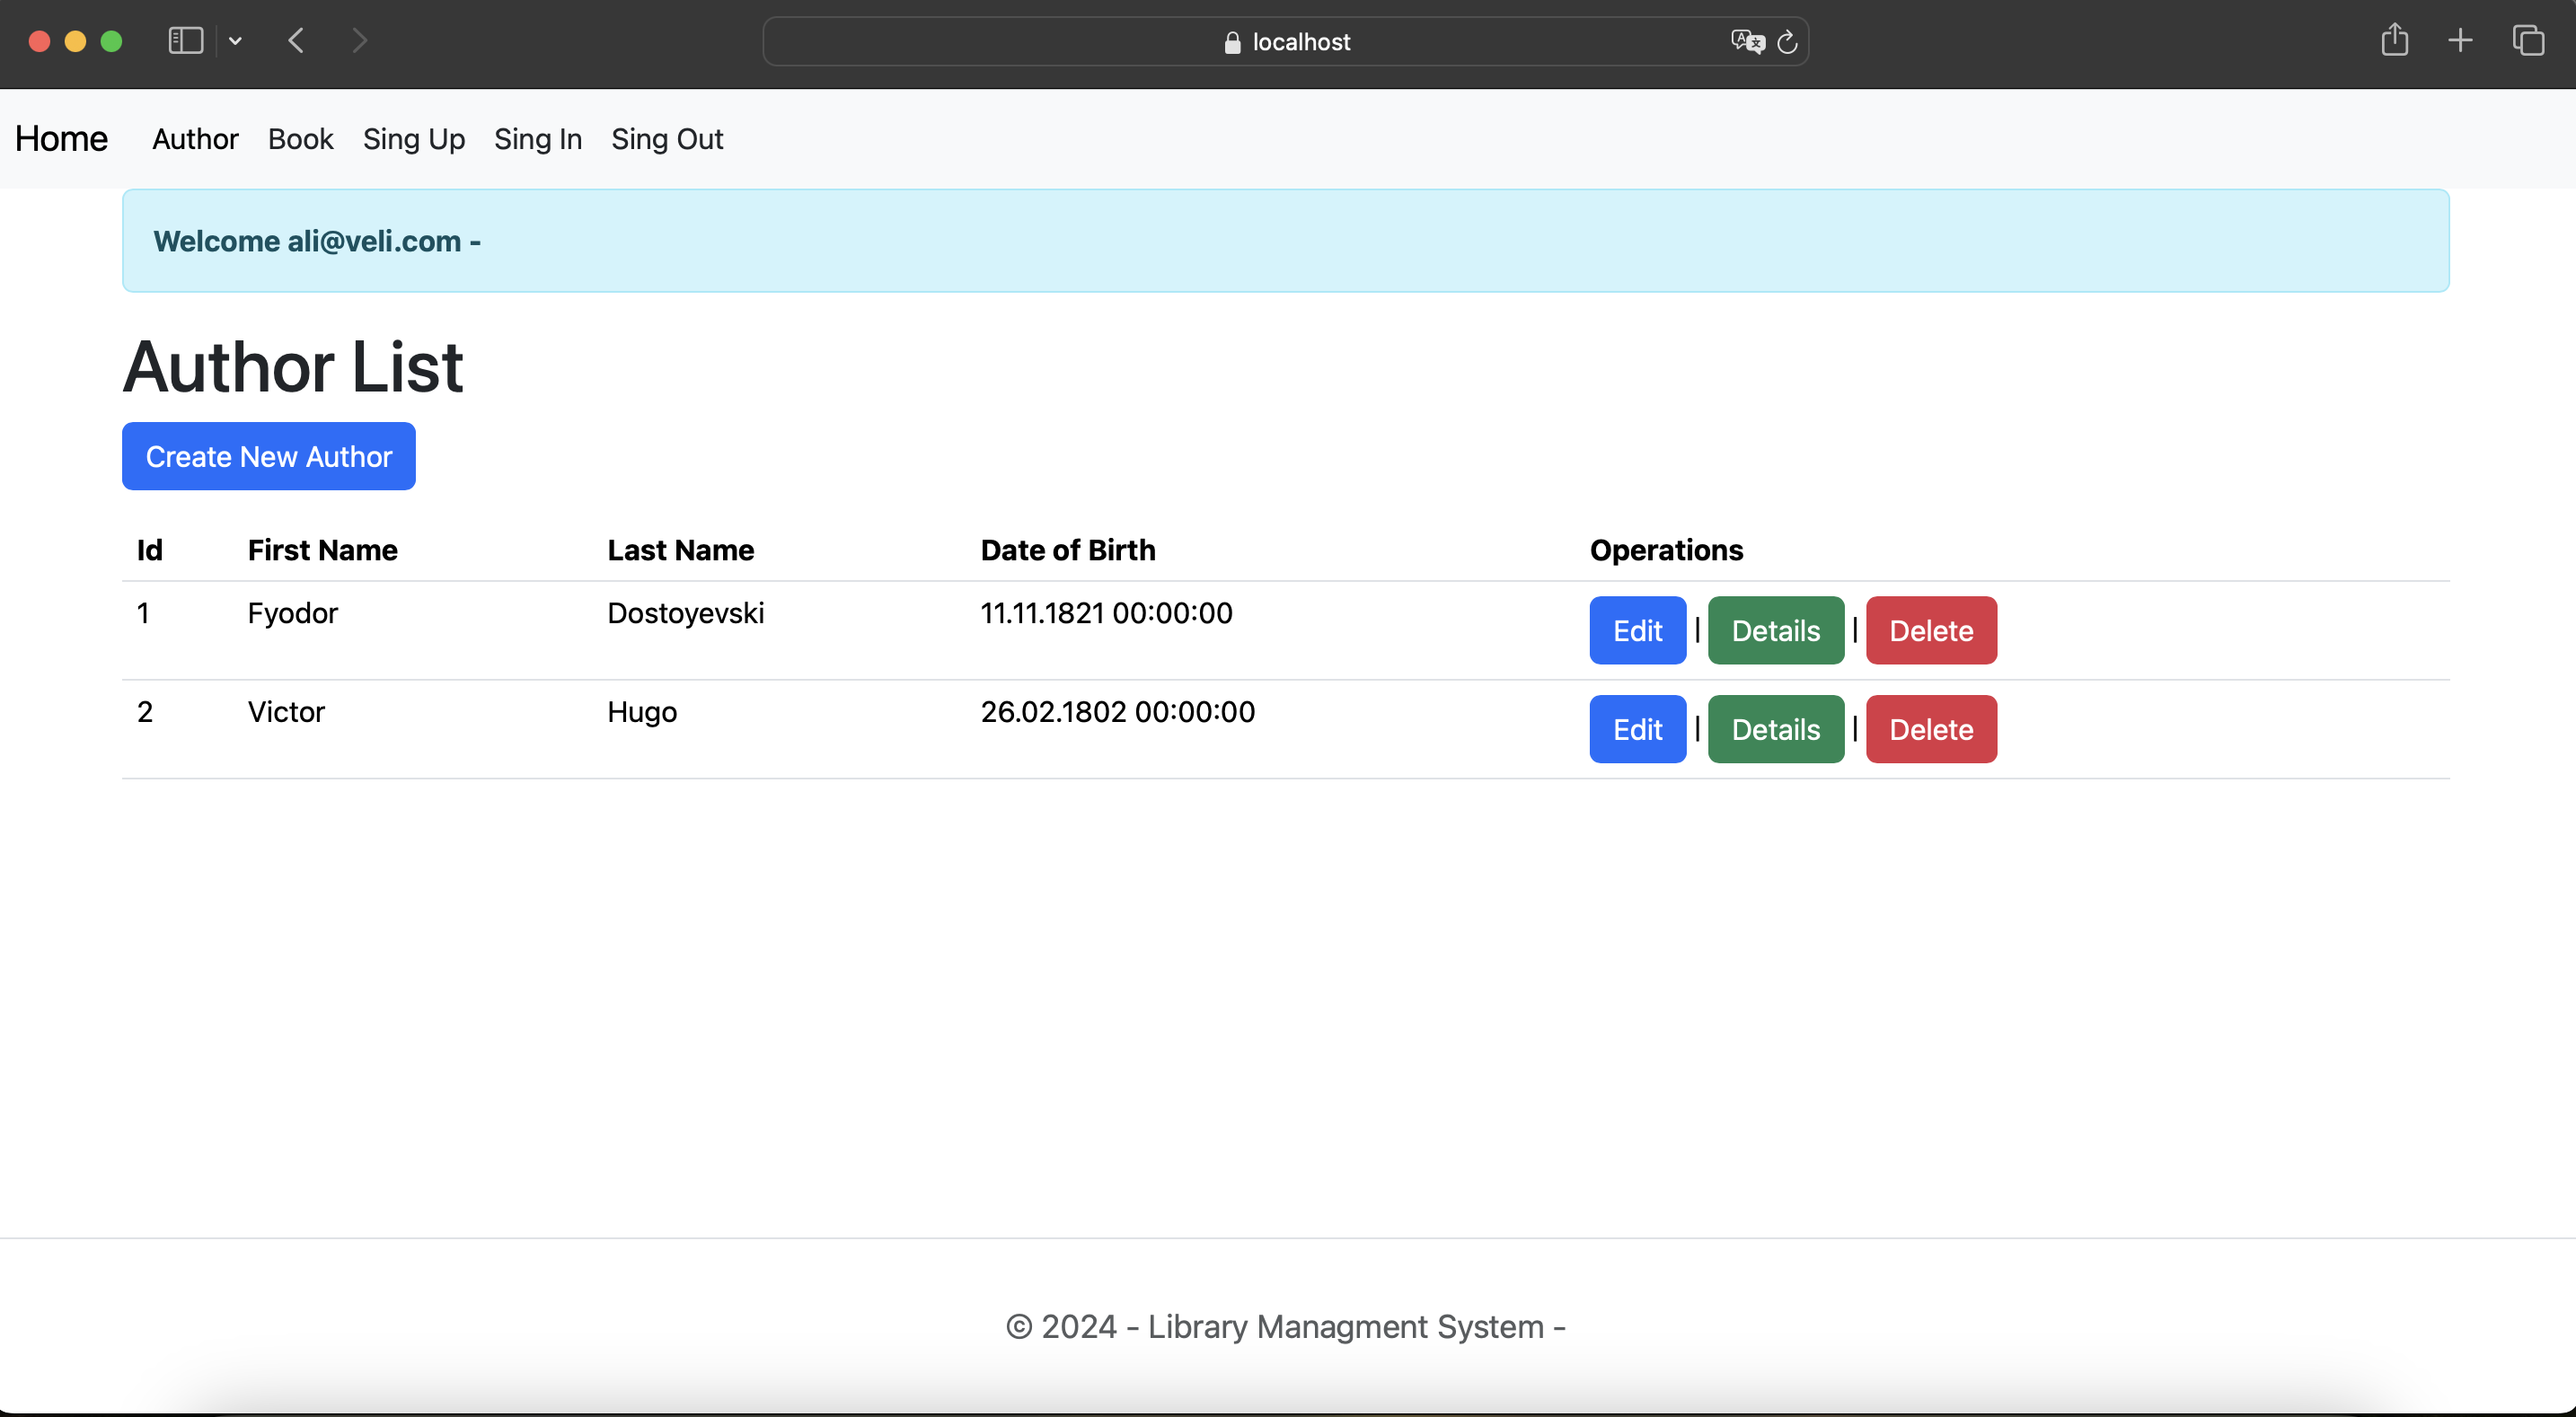 localhost
Home Author Book Sing Up Sing In Sing Out
Welcome ali@veli.com -
Author List
Create New Author
Id First Name Last Name Date of Birth Operations
1 Fyodor Dostoyevski 11.11.1821 00:00:00 Edit | Details | Delete
2 Victor Hugo 26.02.1802 00:00:00 Edit | Details | Delete
© 2024 - Library Managment System -